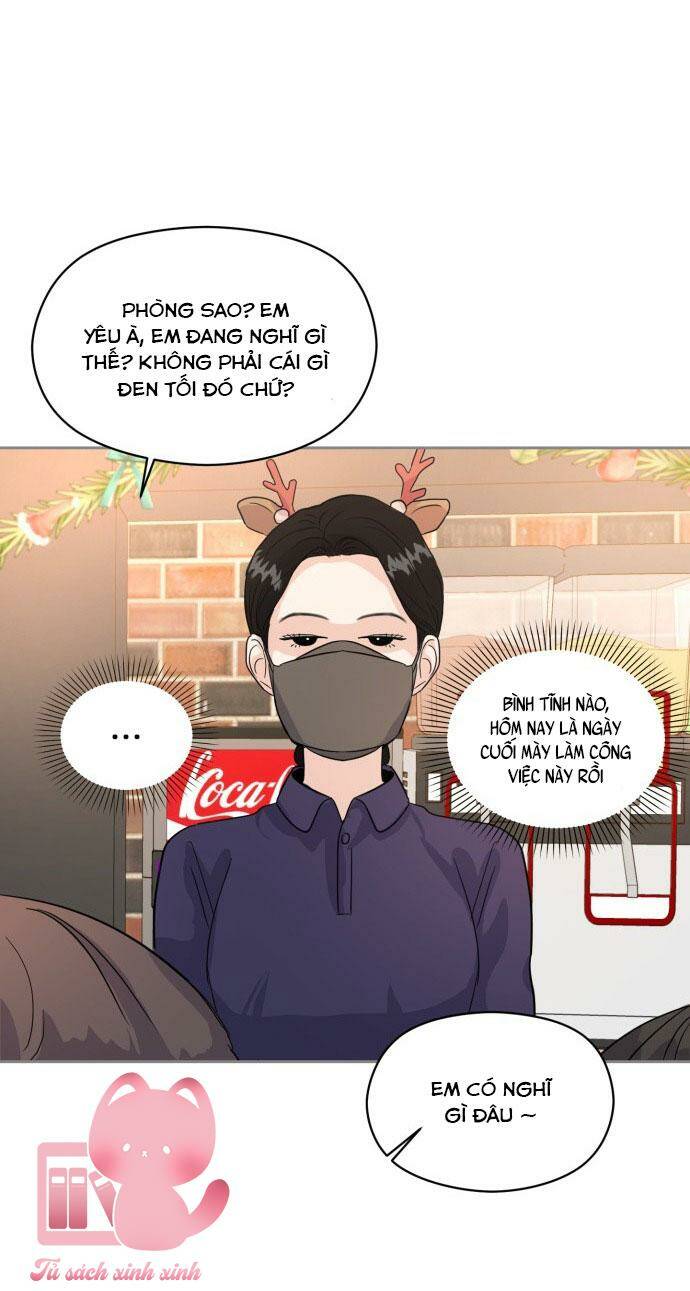 PHÒNG SAO? EM
YÊU À, EM ĐANG NGHĨ GÌ
THẾ? KHÔNG PHẢI CÁI GÌ
ĐEN TỐI ĐÓ CHỨ?
...
BÌNH TĨNH NÀO,
HÔM NAY LÀ NGÀY
CUỐI MÀY LÀM CÔNG
VIỆC NÀY RỒI
Coca-
EM CÓ NGHĨ
GÌ ĐÂU ~
Tủ sách xinh xinh